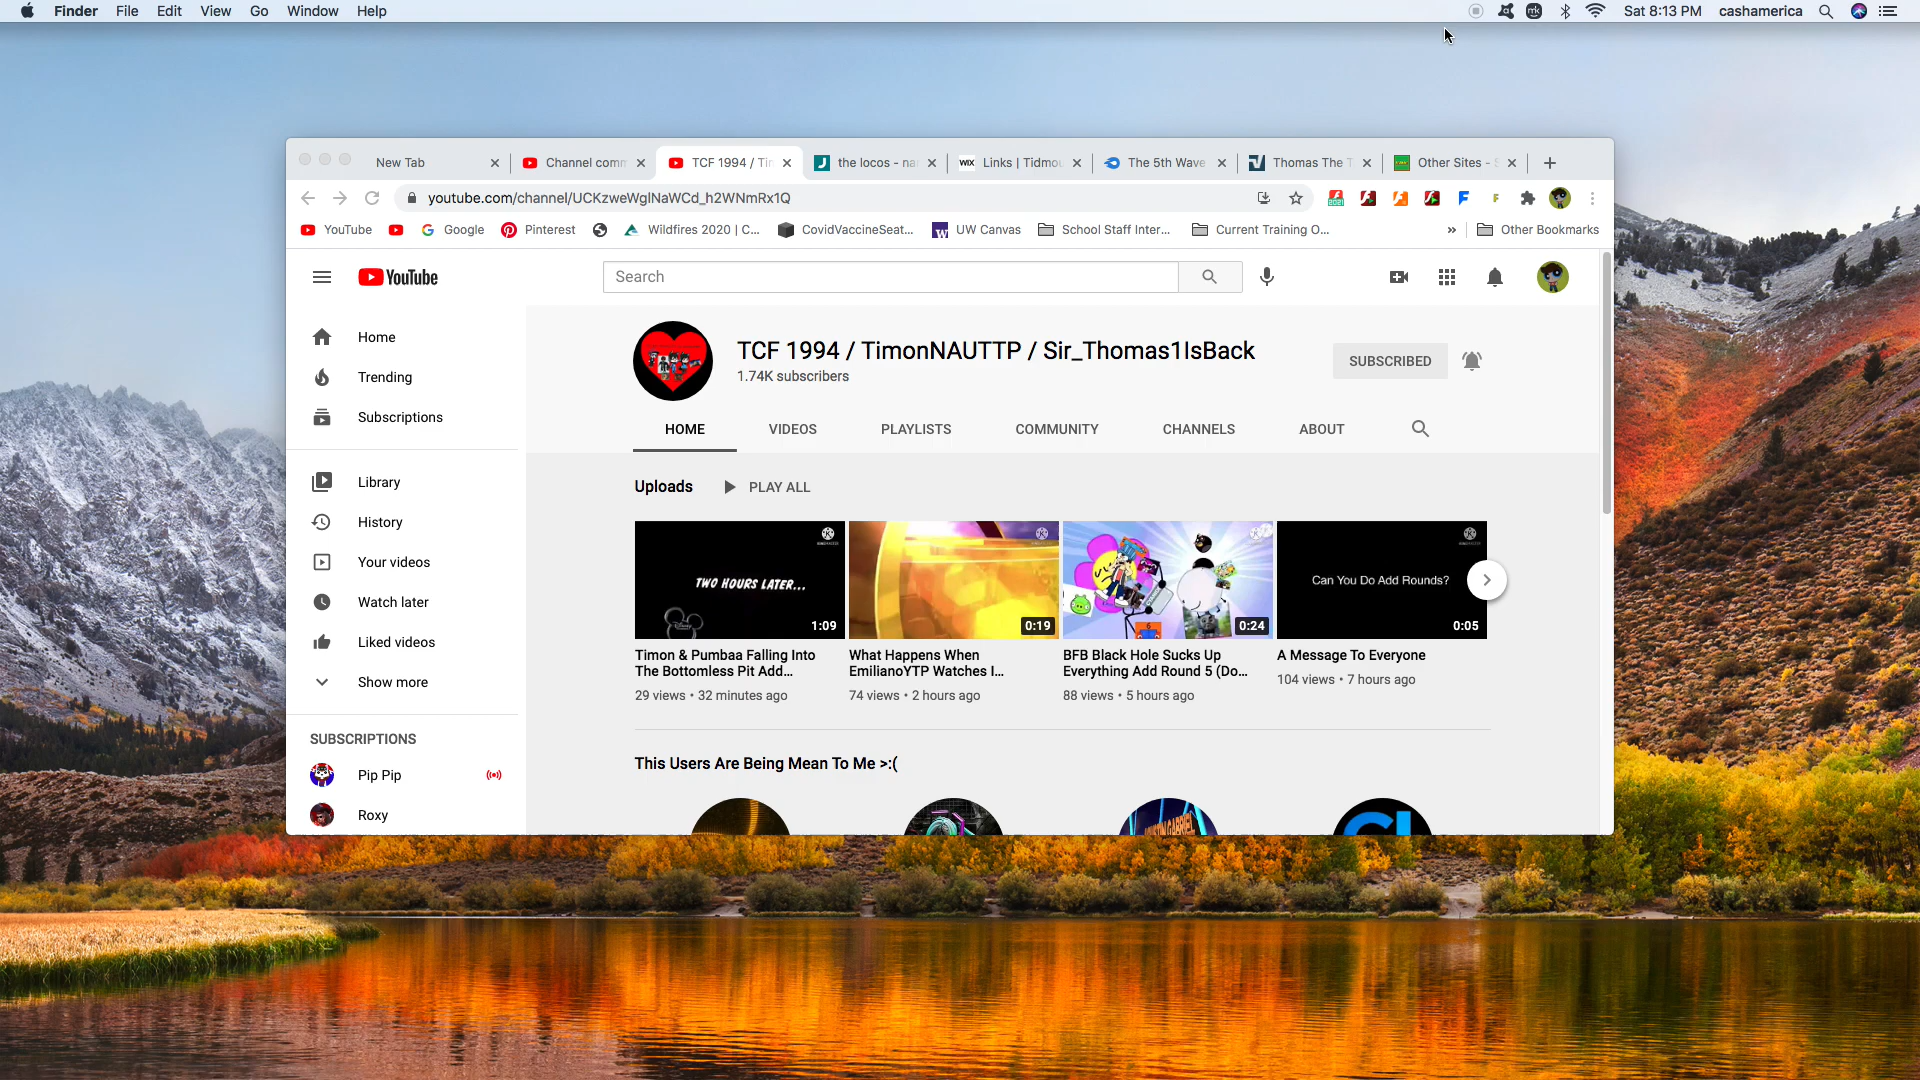 Finder File Edit View Go Window Help
Sat 8:13 PM cashamerica
New Tab
Channel comm
TCF 1994 / Tin
the locos - na
WIX Links | Tidmou
The 5th Wave
Thomas The T
Other Sites - S
youtube.com/channel/UCKzweWglNaWCd_h2WNmRx1Q
YouTube
Google
Pinterest
Wildfires 2020 | C...
CovidVaccineSeat...
UW Canvas
School Staff Inter...
Current Training O...
»
Other Bookmarks
YouTube
Search
Home
Trending
Subscriptions
Library
History
Your videos
Watch later
Liked videos
Show more
SUBSCRIPTIONS
Pip Pip
Roxy
TCF 1994 / TimonNAUTTP / Sir_Thomas1IsBack
1.74K subscribers
SUBSCRIBED
HOME VIDEOS PLAYLISTS COMMUNITY CHANNELS ABOUT
Uploads PLAY ALL
TWO HOURS LATER...
1:09
0:19
0:24
Can You Do Add Rounds?
0:05
Timon & Pumbaa Falling Into
The Bottomless Pit Add...
29 views • 32 minutes ago
What Happens When
EmilianoYTP Watches I...
74 views • 2 hours ago
BFB Black Hole Sucks Up
Everything Add Round 5 (Do...
88 views • 5 hours ago
A Message To Everyone
104 views • 7 hours ago
This Users Are Being Mean To Me >:(